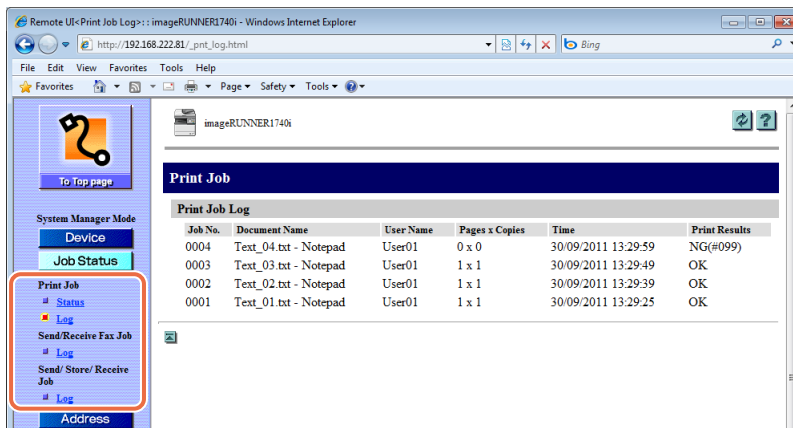 Remote UI<Print Job Log>: : imageRUNNER1740i - Windows Internet Explorer
http://192.168.222.81/_pnt_log.html
Bing
File Edit View Favorites Tools Help
Favorites Page Safety Tools
imageRUNNER1740i
To Top page
System Manager Mode
Device
Job Status
Print Job
Status
Log
Send/Receive Fax Job
Log
Send/ Store/ Receive
Job
Log
Address
Print Job
Print Job Log
Job No. Document Name User Name Pages x Copies Time Print Results
0004 Text_04.txt - Notepad User01 0 x 0 30/09/2011 13:29:59 NG(#099)
0003 Text_03.txt - Notepad User01 1 x 1 30/09/2011 13:29:49 OK
0002 Text_02.txt - Notepad User01 1 x 1 30/09/2011 13:29:39 OK
0001 Text_01.txt - Notepad User01 1 x 1 30/09/2011 13:29:25 OK